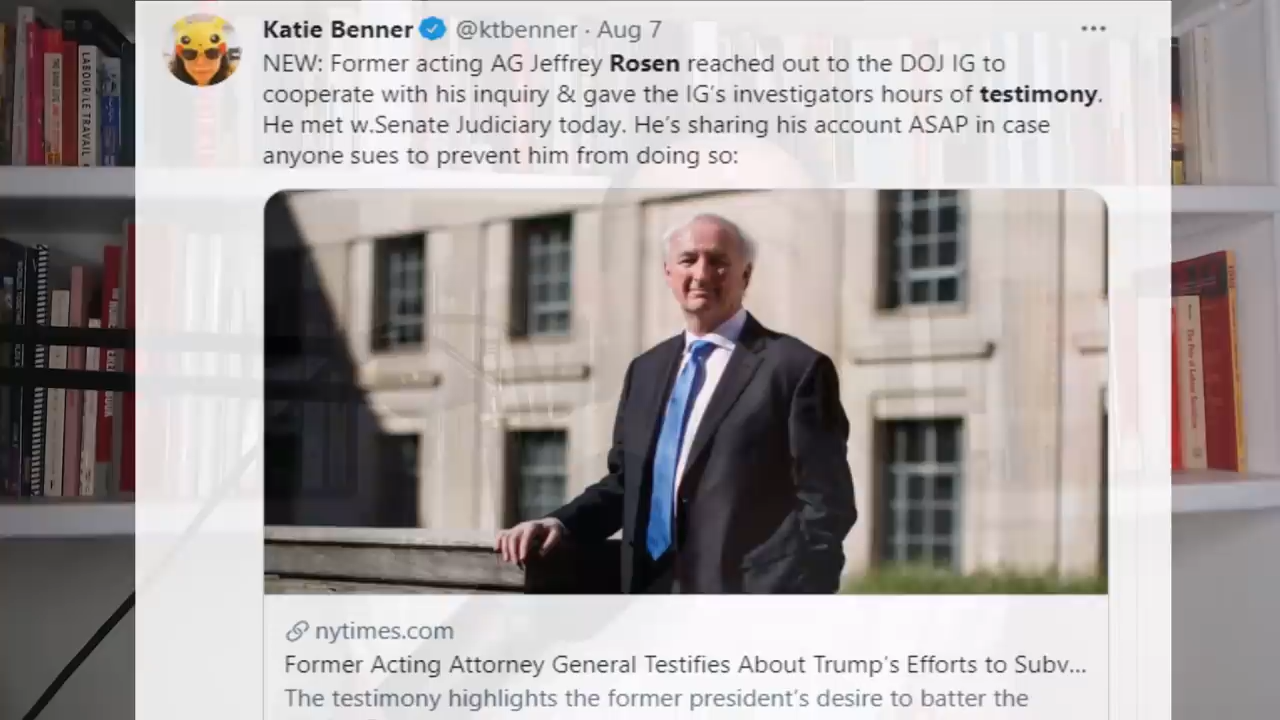 Katie Benner @ktbenner · Aug 7
NEW: Former acting AG Jeffrey Rosen reached out to the DOJ IG to
cooperate with his inquiry & gave the IG's investigators hours of testimony.
He met w.Senate Judiciary today. He's sharing his account ASAP in case
anyone sues to prevent him from doing so:
nytimes.com
Former Acting Attorney General Testifies About Trump's Efforts to Subv...
The testimony highlights the former president's desire to batter the
LABOUR/LE TRAVAIL